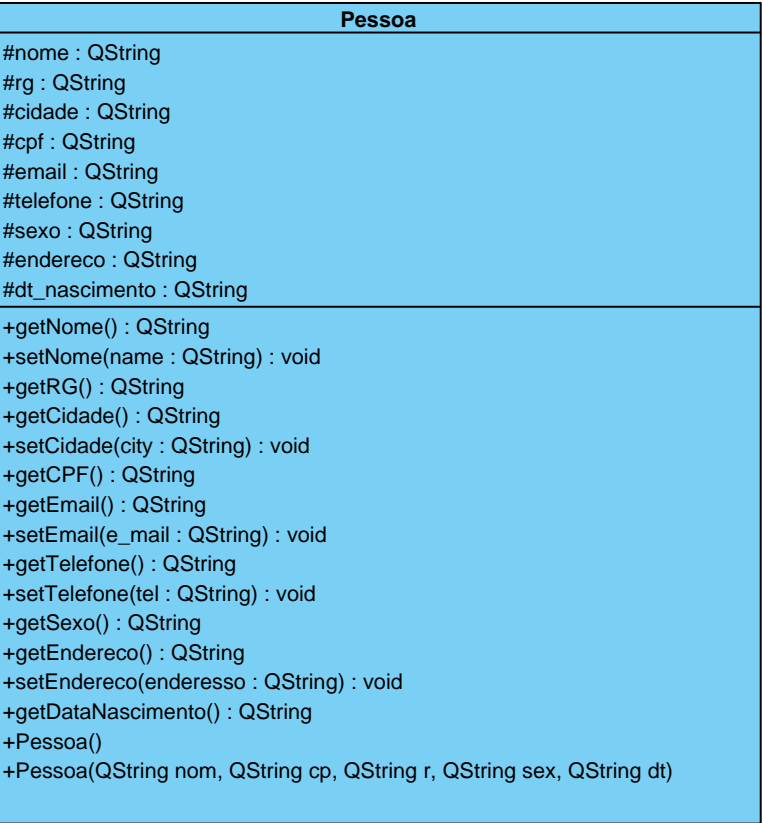 Pessoa
#nome : QString
#rg : QString
#cidade : QString
#cpf : QString
#email : QString
#telefone : QString
#sexo : QString
#endereco : QString
#dt_nascimento : QString
+getNome() : QString
+setNome(name : QString) : void
+getRG() : QString
+getCidade() : QString
+setCidade(city : QString) : void
+getCPF() : QString
+getEmail() : QString
+setEmail(e_mail : QString) : void
+getTelefone() : QString
+setTelefone(tel : QString) : void
+getSexo() : QString
+getEndereco() : QString
+setEndereco(enderesso : QString) : void
+getDataNascimento() : QString
+Pessoa()
+Pessoa(QString nom, QString cp, QString r, QString sex, QString dt)